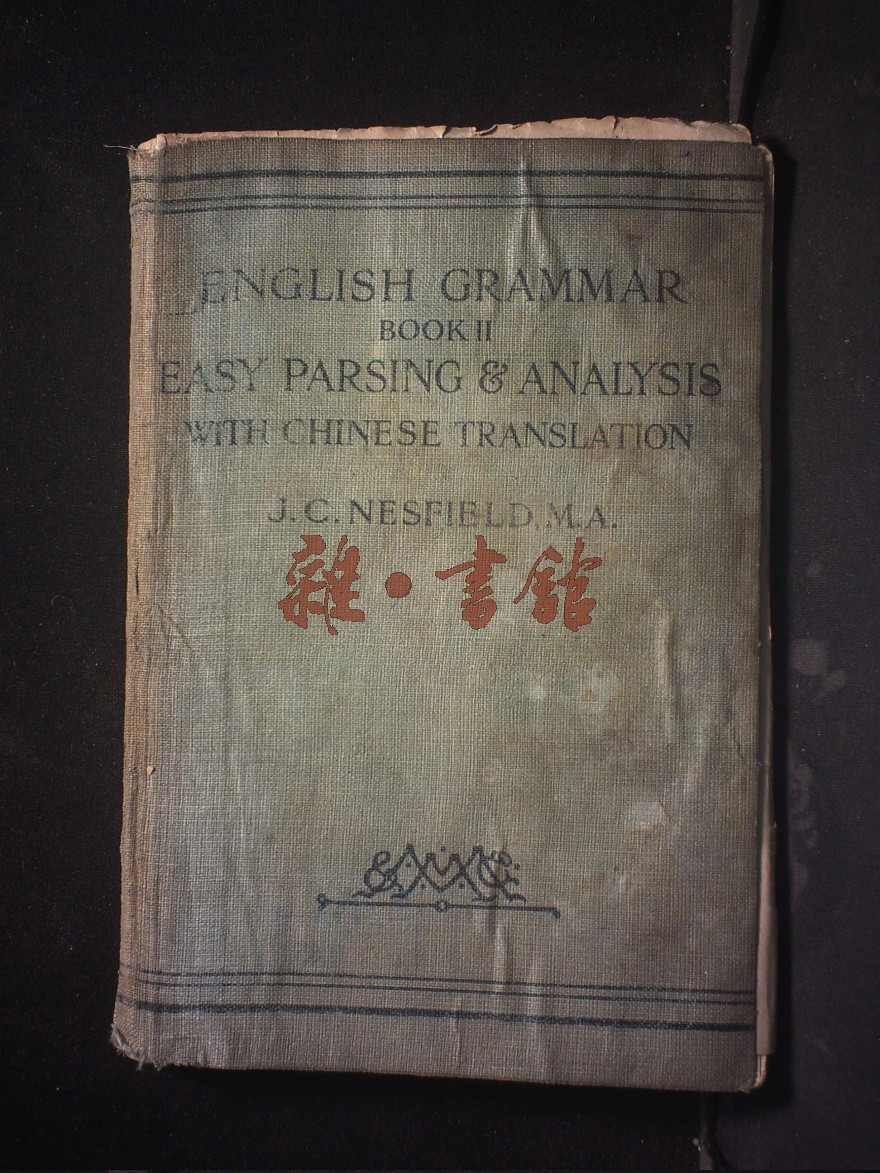 ENGLISH GRAMMAR
BOOK II
EASY PARSING & ANALYSIS
WITH CHINESE TRANSLATION
J. C. NESFIELD, M.A.
雜·書館